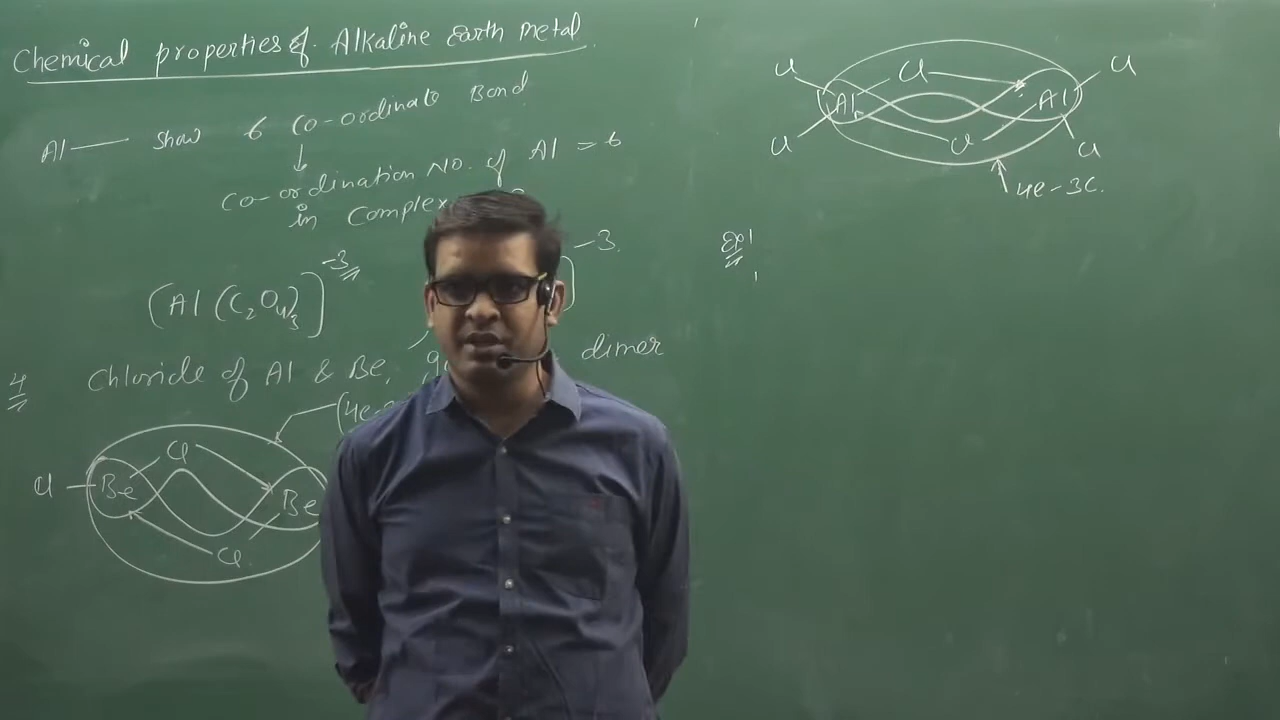 Chemical properties of Alkaline Earth metal
Al — Show 6 Co-ordinate Bond
↓
Co-ordination No. of Al = 6
in Complex
[Al(C₂O₄)₃]⁻³
-3.
4 Chloride of Al & Be, dimer
(4e-
Cl
Cl - Be Be
Cl
Cl Cl Cl
Al Al
Cl Cl Cl
4e-3C.